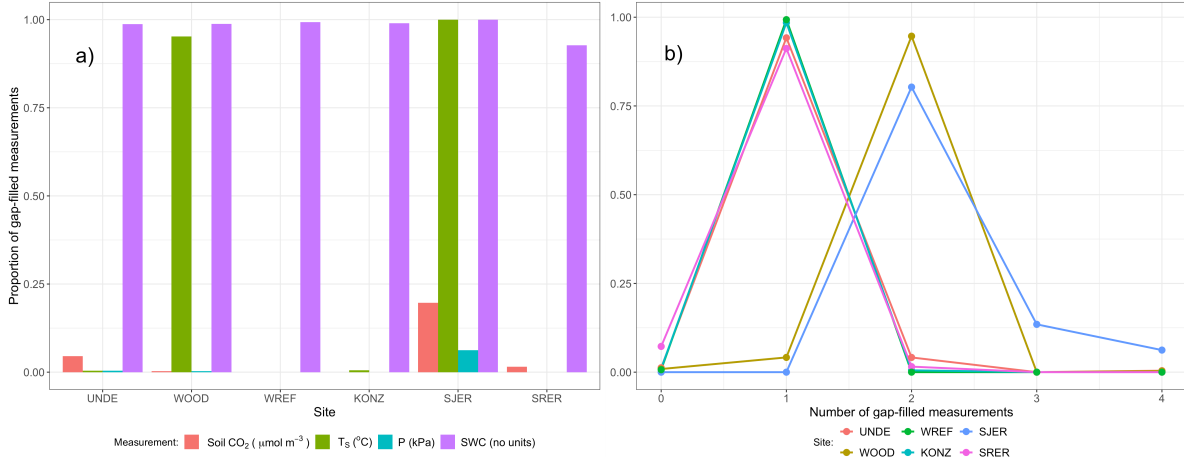 a)
Proportion of gap-filled measurements
1.00
0.75
0.50
0.25
0.00
UNDE WOOD WREF KONZ SJER SRER
Site
Measurement: Soil CO₂ ( μmol m⁻³ ) Tₛ (°C) P (kPa) SWC (no units)
b)
1.00
0.75
0.50
0.25
0.00
0 1 2 3 4
Number of gap-filled measurements
Site: UNDE WREF SJER
WOOD KONZ SRER